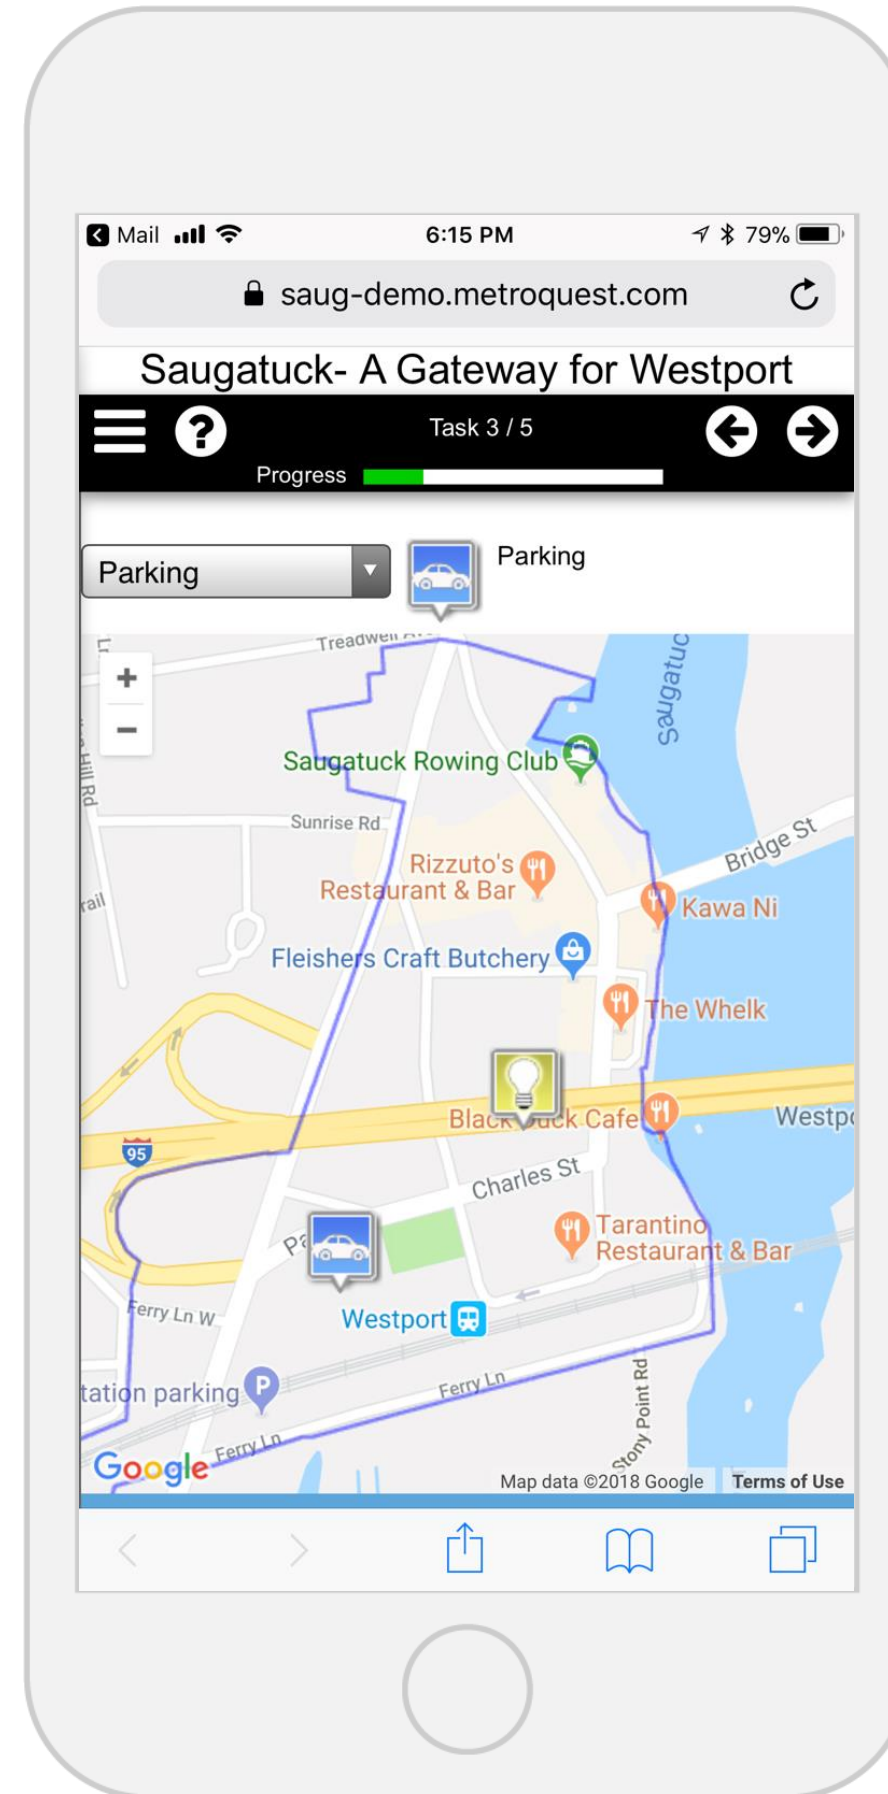 Mail
6:15 PM
79%
saug-demo.metroquest.com
Saugatuck- A Gateway for Westport
?
Task 3 / 5
Progress
Parking
Parking
+
−
Saugatuck Rowing Club
Sunrise Rd
Bridge St
Rizzuto's
Restaurant & Bar
Kawa Ni
Fleishers Craft Butchery
The Whelk
Black Duck Cafe
95
Charles St
Tarantino
Restaurant & Bar
Ferry Ln W
Westport
tation parking
P
Ferry Ln
Stony Point Rd
Ferry Ln
Google
Map data ©2018 Google
Terms of Use